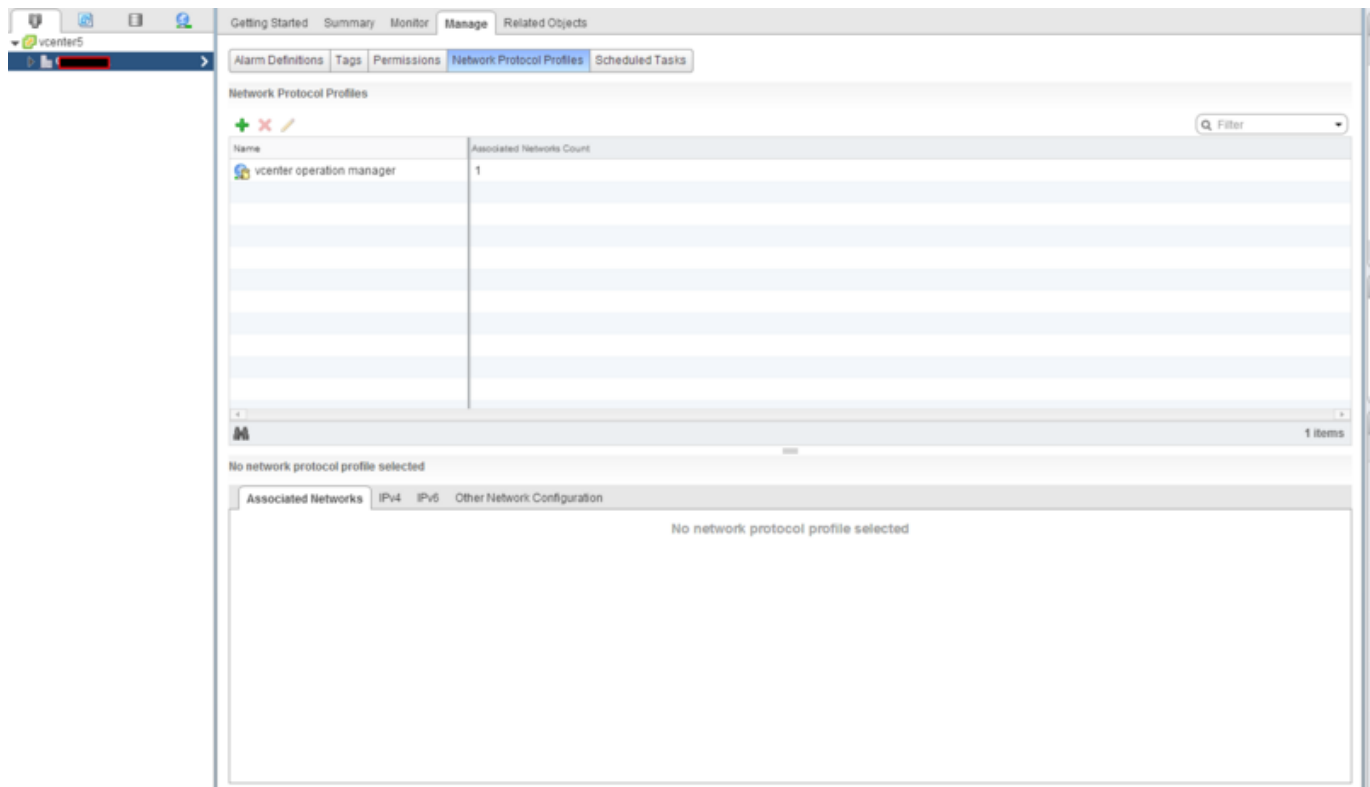 Getting Started Summary Monitor Manage Related Objects
vcenter5
Alarm Definitions Tags Permissions Network Protocol Profiles Scheduled Tasks
Network Protocol Profiles
Filter
Name Associated Networks Count
vcenter operation manager 1
1 items
No network protocol profile selected
Associated Networks IPv4 IPv6 Other Network Configuration
No network protocol profile selected